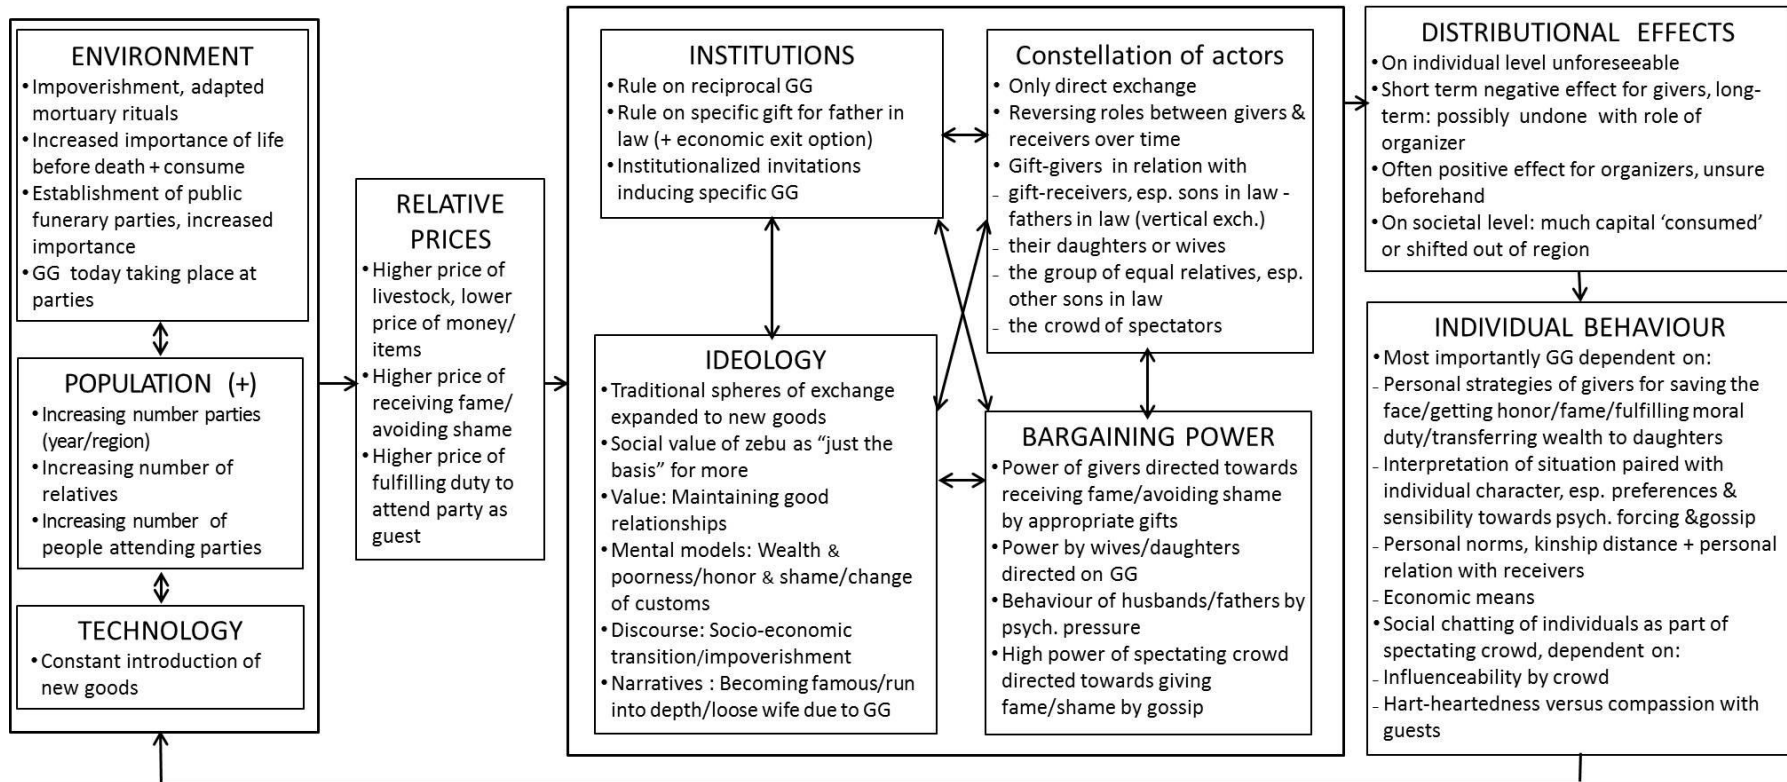 ENVIRONMENT
• Impoverishment, adapted
mortuary rituals
• Increased importance of life
before death + consume
• Establishment of public
funerary parties, increased
importance
• GG today taking place at
parties
POPULATION (+)
• Increasing number parties
(year/region)
• Increasing number of
relatives
• Increasing number of
people attending parties
TECHNOLOGY
• Constant introduction of
new goods
RELATIVE
PRICES
• Higher price of
livestock, lower
price of money/
items
• Higher price of
receiving fame/
avoiding shame
• Higher price of
fulfilling duty to
attend party as
guest
INSTITUTIONS
• Rule on reciprocal GG
• Rule on specific gift for father in
law (+ economic exit option)
• Institutionalized invitations
inducing specific GG
IDEOLOGY
• Traditional spheres of exchange
expanded to new goods
• Social value of zebu as “just the
basis” for more
• Value: Maintaining good
relationships
• Mental models: Wealth &
poorness/honor & shame/change
of customs
• Discourse: Socio-economic
transition/impoverishment
• Narratives : Becoming famous/run
into depth/loose wife due to GG
Constellation of actors
• Only direct exchange
• Reversing roles between givers &
receivers over time
• Gift-givers in relation with
- gift-receivers, esp. sons in law -
fathers in law (vertical exch.)
- their daughters or wives
- the group of equal relatives, esp.
other sons in law
- the crowd of spectators
BARGAINING POWER
• Power of givers directed towards
receiving fame/avoiding shame
by appropriate gifts
• Power by wives/daughters
directed on GG
• Behaviour of husbands/fathers by
psych. pressure
• High power of spectating crowd
directed towards giving
fame/shame by gossip
DISTRIBUTIONAL EFFECTS
• On individual level unforeseeable
• Short term negative effect for givers, long-
term: possibly undone with role of
organizer
• Often positive effect for organizers, unsure
beforehand
• On societal level: much capital ‘consumed’
or shifted out of region
INDIVIDUAL BEHAVIOUR
• Most importantly GG dependent on:
- Personal strategies of givers for saving the
face/getting honor/fame/fulfilling moral
duty/transferring wealth to daughters
- Interpretation of situation paired with
individual character, esp. preferences &
sensibility towards psych. forcing &gossip
- Personal norms, kinship distance + personal
relation with receivers
- Economic means
• Social chatting of individuals as part of
spectating crowd, dependent on:
- Influenceability by crowd
- Hart-heartedness versus compassion with
guests